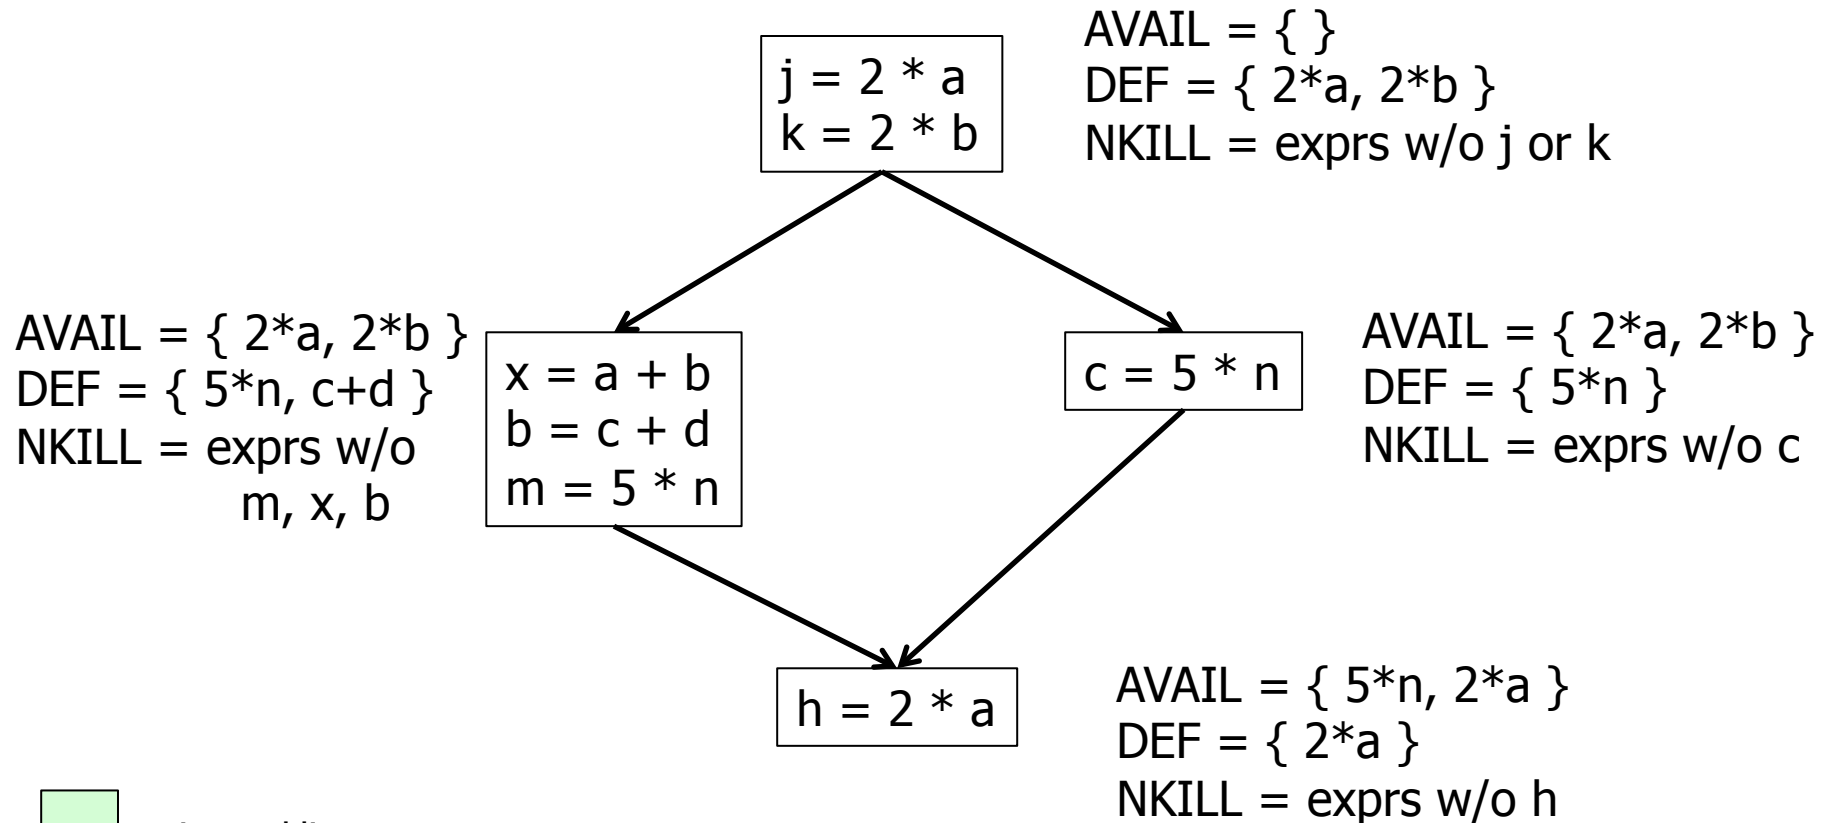 j = 2 * a
k = 2 * b
AVAIL = { }
DEF = { 2*a, 2*b }
NKILL = exprs w/o j or k
AVAIL = { 2*a, 2*b }
DEF = { 5*n, c+d }
NKILL = exprs w/o
m, x, b
x = a + b
b = c + d
m = 5 * n
c = 5 * n
AVAIL = { 2*a, 2*b }
DEF = { 5*n }
NKILL = exprs w/o c
h = 2 * a
AVAIL = { 5*n, 2*a }
DEF = { 2*a }
NKILL = exprs w/o h